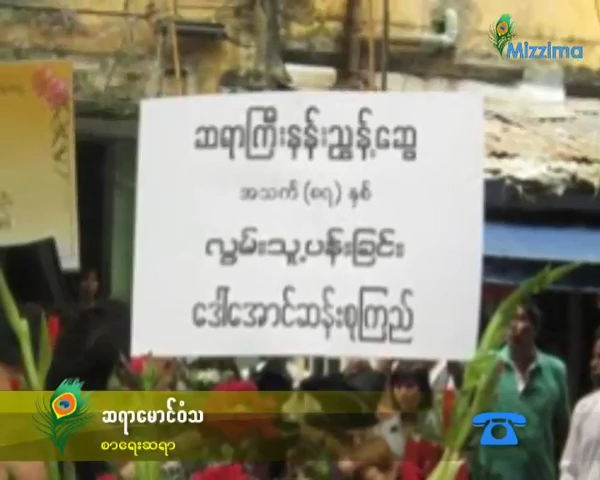 Mizzima
ဆရာကြီးနန်းညွန့်ဆွေ
အသက် (၈၇) နှစ်
လွမ်းသူ့ပန်းခြင်း
ဒေါ်အောင်ဆန်းစုကြည်
ဆရာမောင်ဝံသ
စာရေးဆရာ